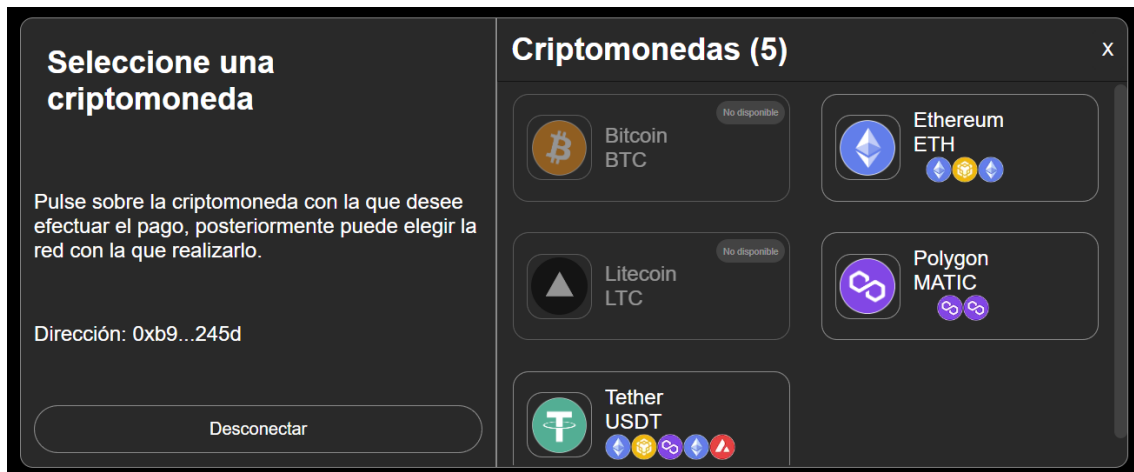 Seleccione una
criptomoneda
Pulse sobre la criptomoneda con la que desee
efectuar el pago, posteriormente puede elegir la
red con la que realizarlo.
Dirección: 0xb9...245d
Desconectar
Criptomonedas (5)
X
No disponible
Bitcoin
BTC
Ethereum
ETH
No disponible
Litecoin
LTC
Polygon
MATIC
Tether
USDT